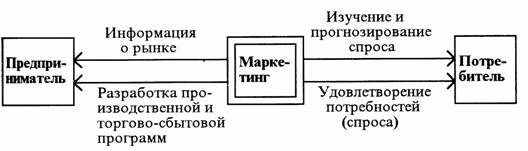 Информация
о рынке
Изучение и
прогнозирование
спроса
Предпри-
ниматель
Марке-
тинг
Потре-
битель
Разработка про-
изводственной и
торгово-сбытовой
программ
Удовлетворение
потребностей
(спроса)